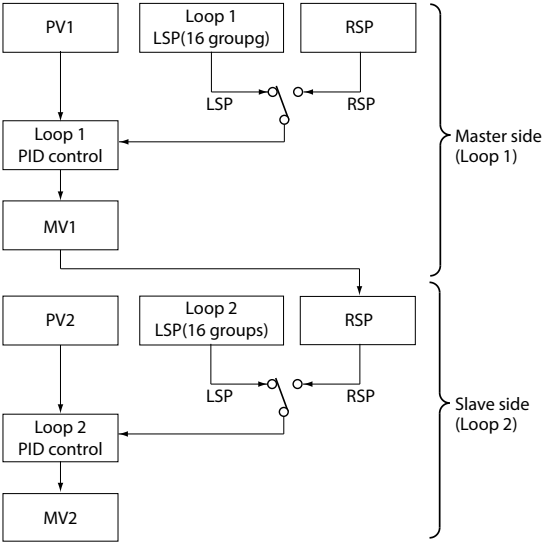 PV1
Loop 1
LSP(16 groupg)
RSP
LSP
RSP
Loop 1
PID control
Master side
(Loop 1)
MV1
PV2
Loop 2
LSP(16 groups)
RSP
LSP
RSP
Loop 2
PID control
Slave side
(Loop 2)
MV2